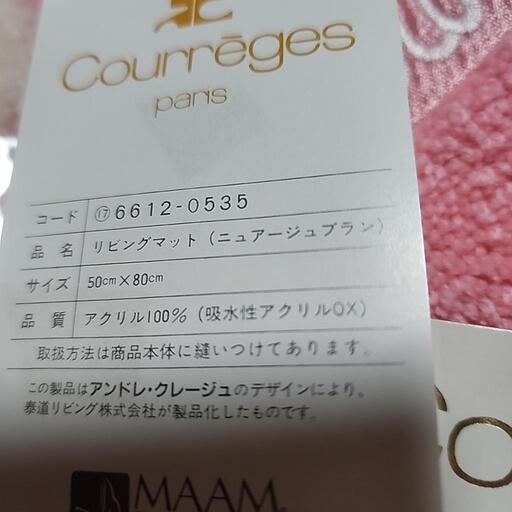 Courrèges
paris
コード ⑰6612-0535
品名 リビングマット（ニュアージュブラン）
サイズ 50cm×80cm
品質 アクリル100%（吸水性アクリルOX）
取扱方法は商品本体に縫いつけてあります。
この製品はアンドレ・クレージュのデザインにより、
泰道リビング株式会社が製品化したものです。
MAAM
Co